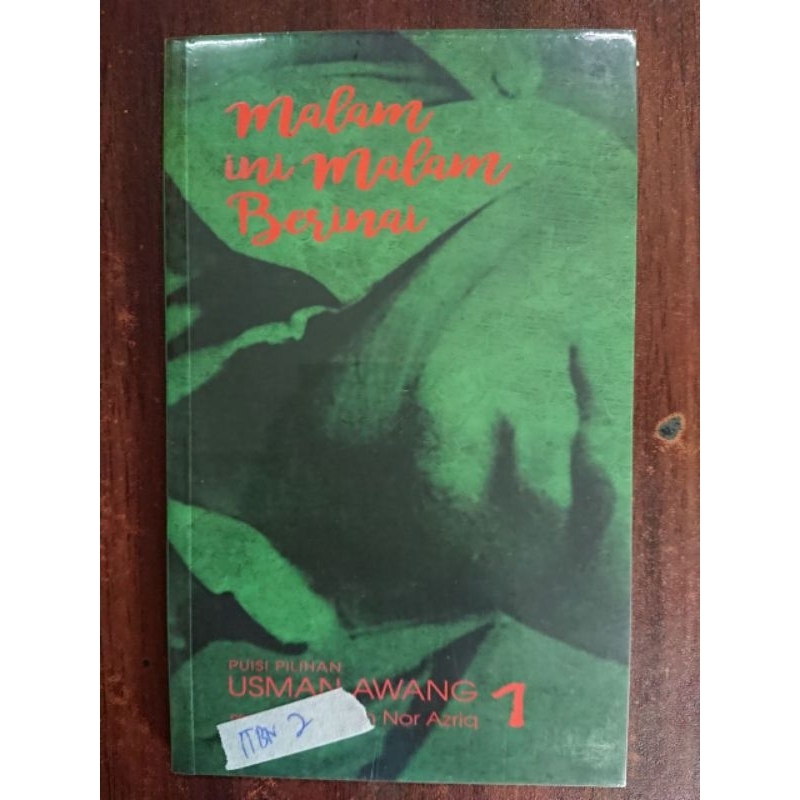 Malam
ini Malam
Berinai
PUISI PILIHAN
USMAN AWANG 1
Nor Azriq
ITBN 2